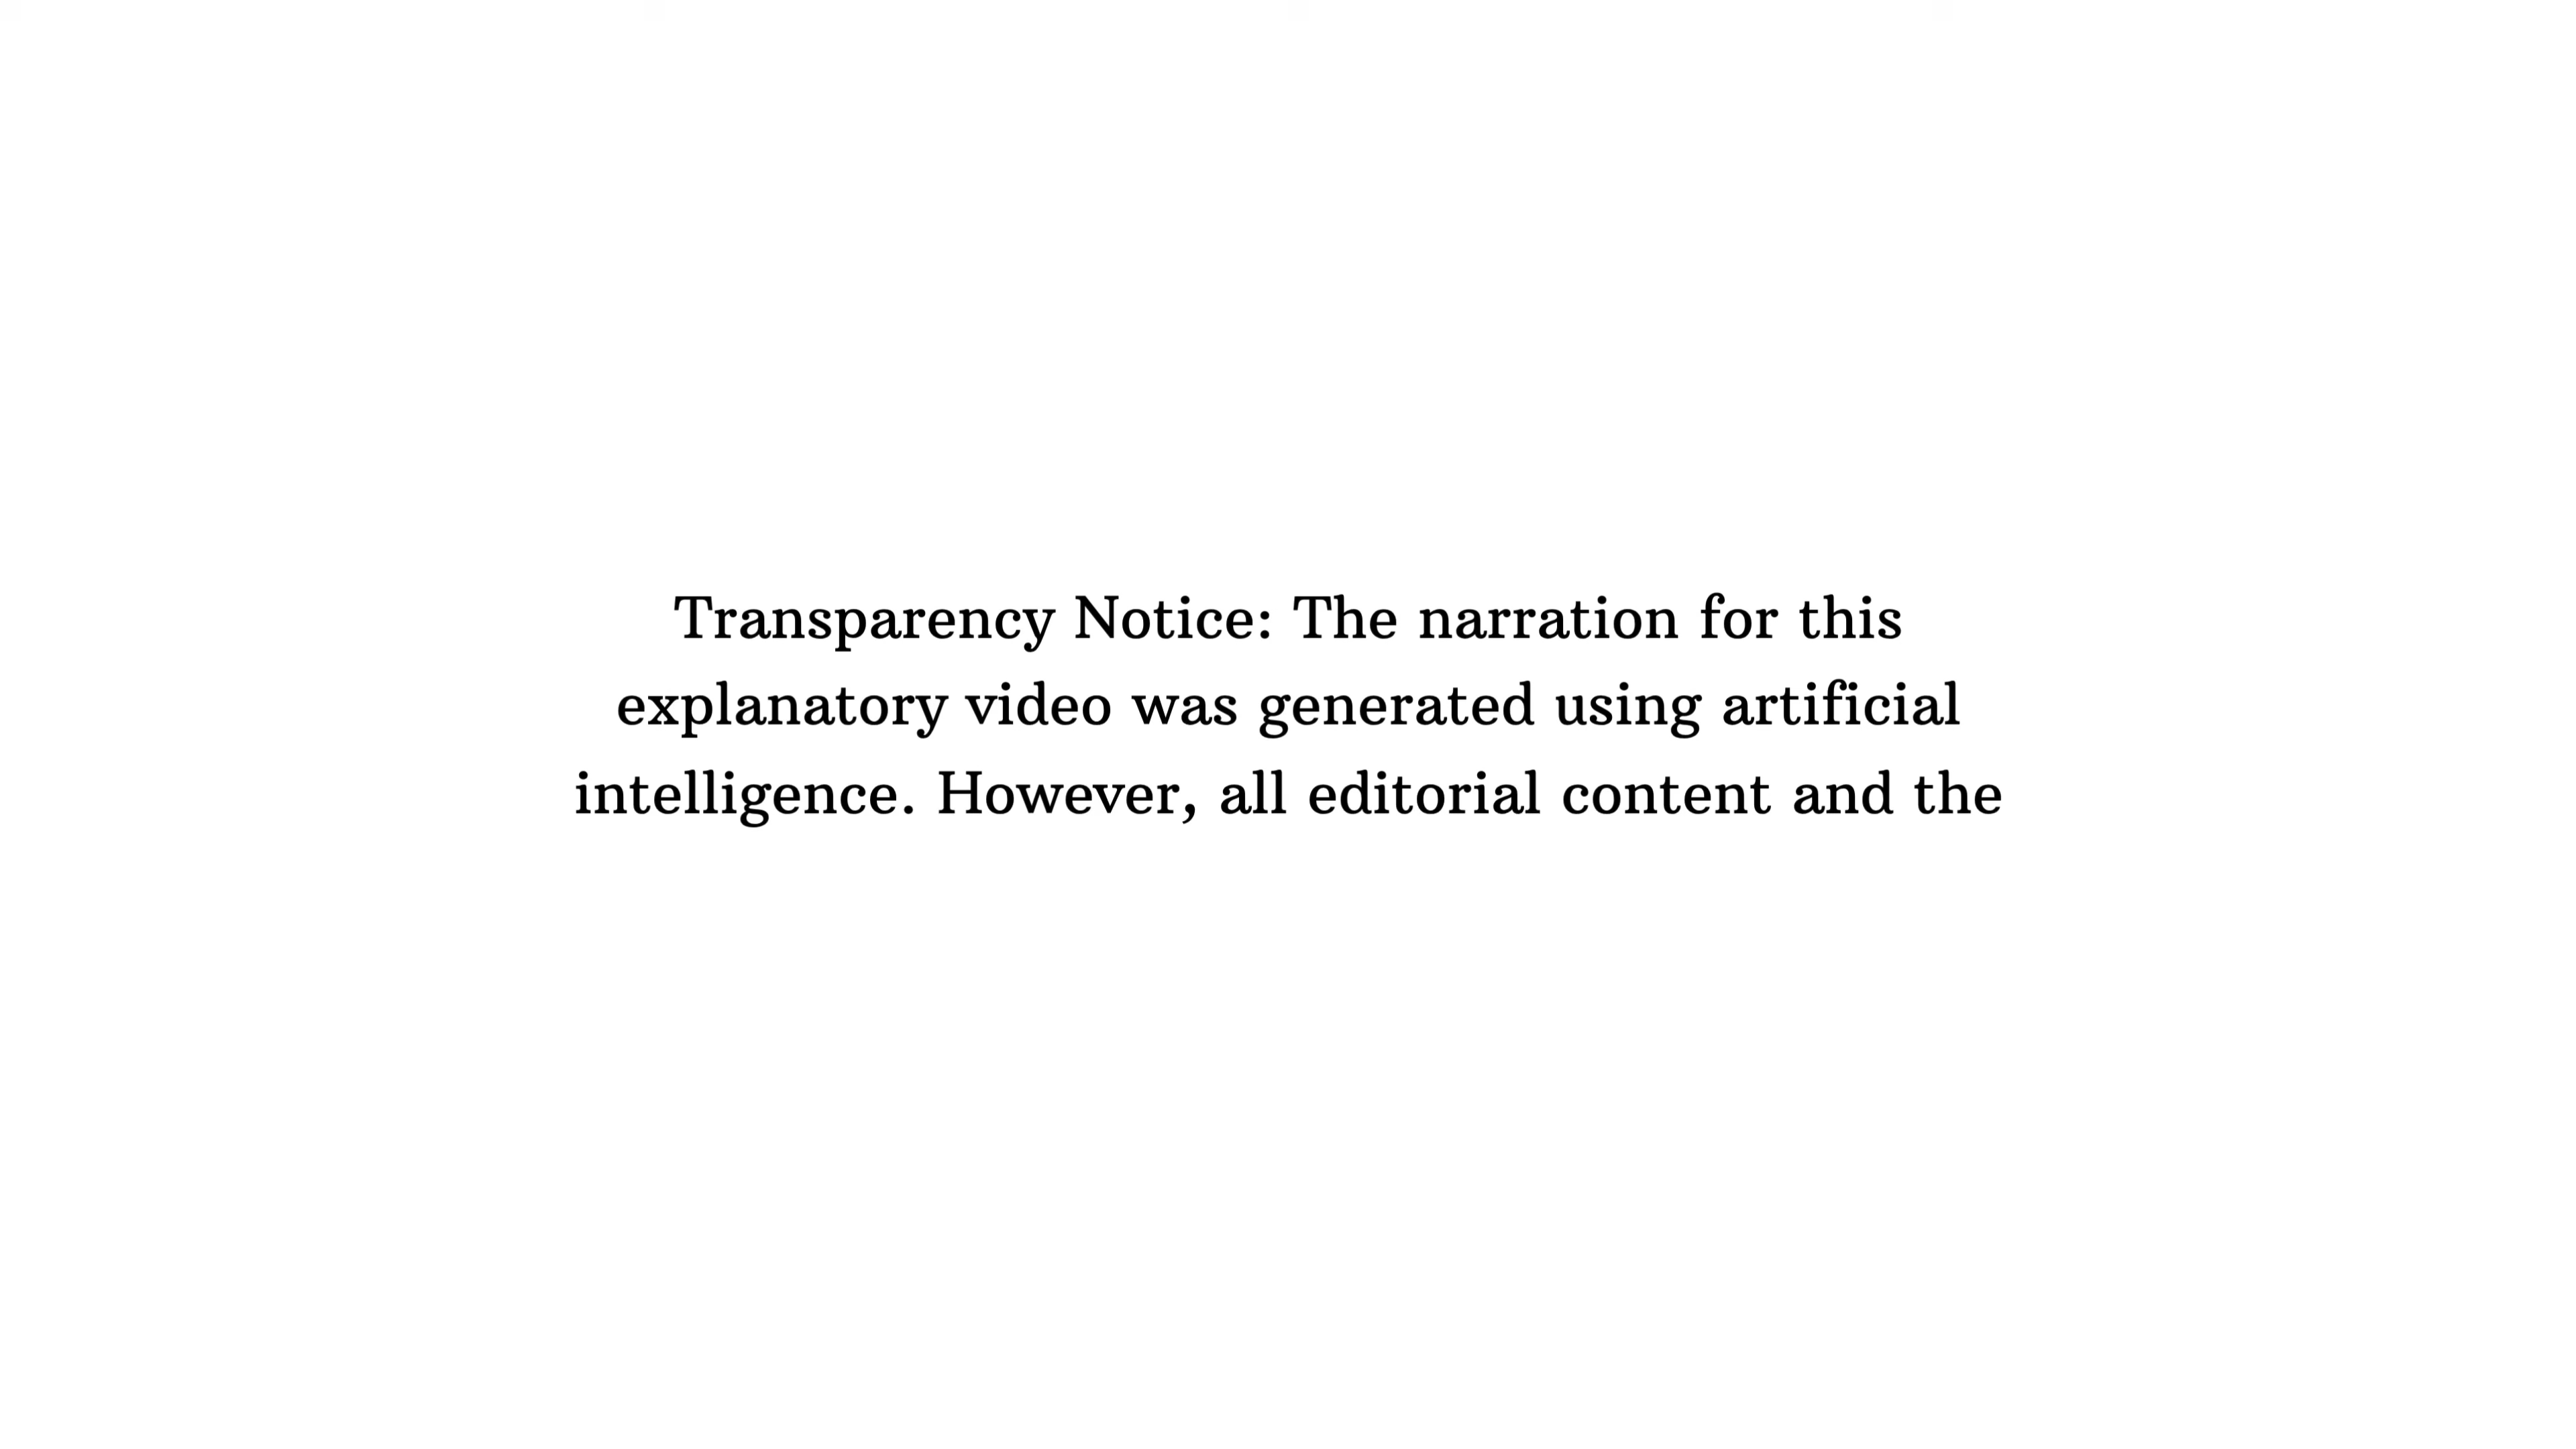 Transparency Notice: The narration for this
explanatory video was generated using artificial
intelligence. However, all editorial content and the